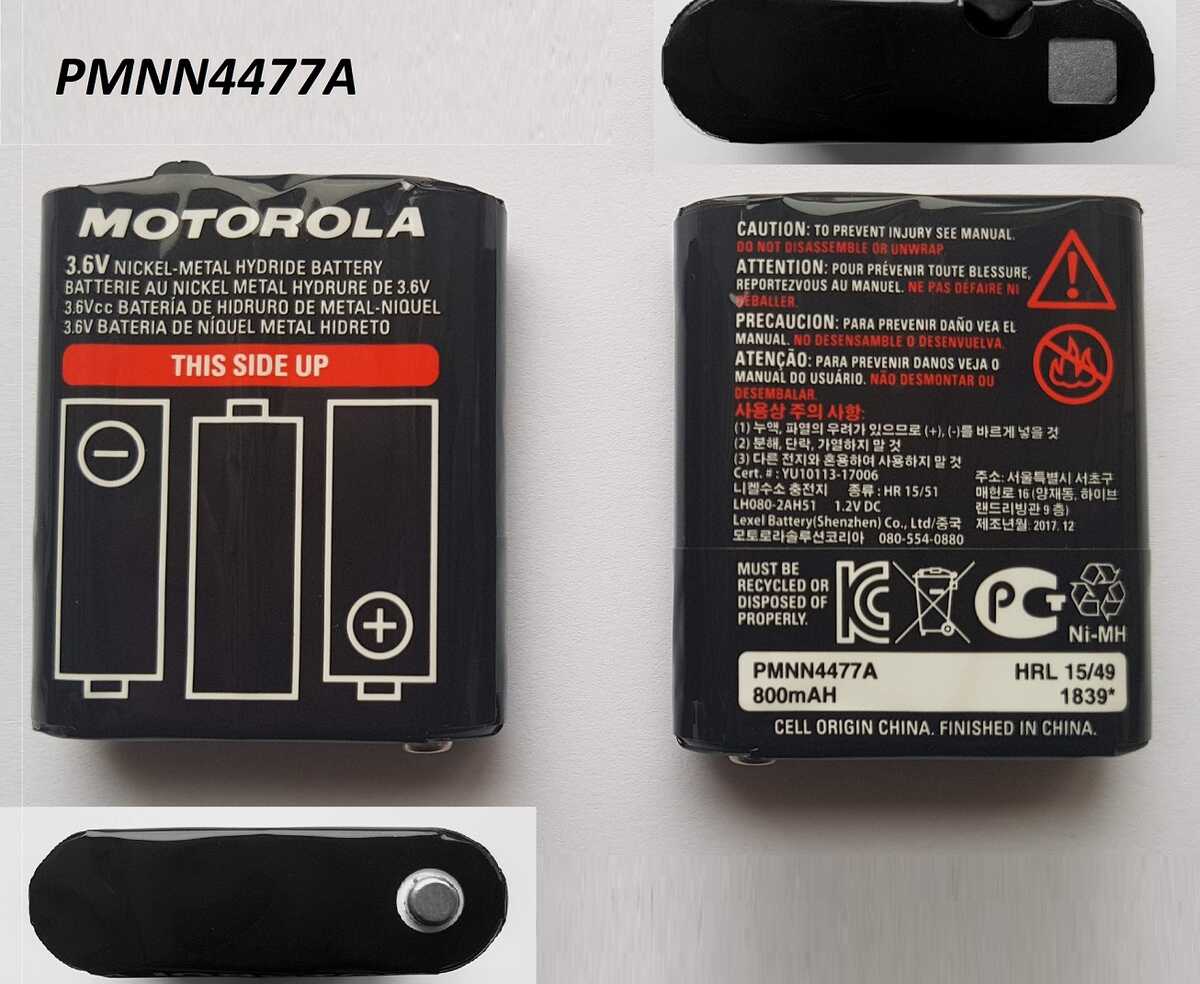 PMNN4477A
MOTOROLA
3.6V NICKEL-METAL HYDRIDE BATTERY
BATTERIE AU NICKEL METAL HYDRURE DE 3.6V
3.6Vcc BATERÍA DE HIDRURO DE METAL-NIQUEL
3.6V BATERIA DE NÍQUEL METAL HIDRETO
THIS SIDE UP
CAUTION: TO PREVENT INJURY SEE MANUAL.
DO NOT DISASSEMBLE OR UNWRAP
ATTENTION: POUR PRÉVENIR TOUTE BLESSURE,
REPORTEZVOUS AU MANUEL. NE PAS DÉFAIRE NI
DÉBALLER.
PRECAUCION: PARA PREVENIR DAÑO VEA EL
MANUAL. NO DESENSAMBLE O DESENVUELVA.
ATENÇÃO: PARA PREVENIR DANOS VEJA O
MANUAL DO USUÁRIO. NÃO DESMONTAR OU
DESEMBALAR.
사용상 주의 사항:
(1) 누액, 파열의 우려가 있으므로 (+), (-)를 바르게 넣을 것
(2) 분해, 단락, 가열하지 말 것
(3) 다른 전지와 혼용하여 사용하지 말 것
Cert. # : YU10113-17006
니켈수소 충전지 종류 : HR 15/51
LH080-2AH51 1.2V DC
Lexel Battery(Shenzhen) Co., Ltd/중국
모토로라솔루션코리아 080-554-0880
주소: 서울특별시 서초구
매헌로 16 (양재동, 하이브
랜드리빙관 9 층)
제조년월: 2017. 12
MUST BE
RECYCLED OR
DISPOSED OF
PROPERLY.
Ni-MH
PMNN4477A HRL 15/49
800mAH 1839*
CELL ORIGIN CHINA. FINISHED IN CHINA.